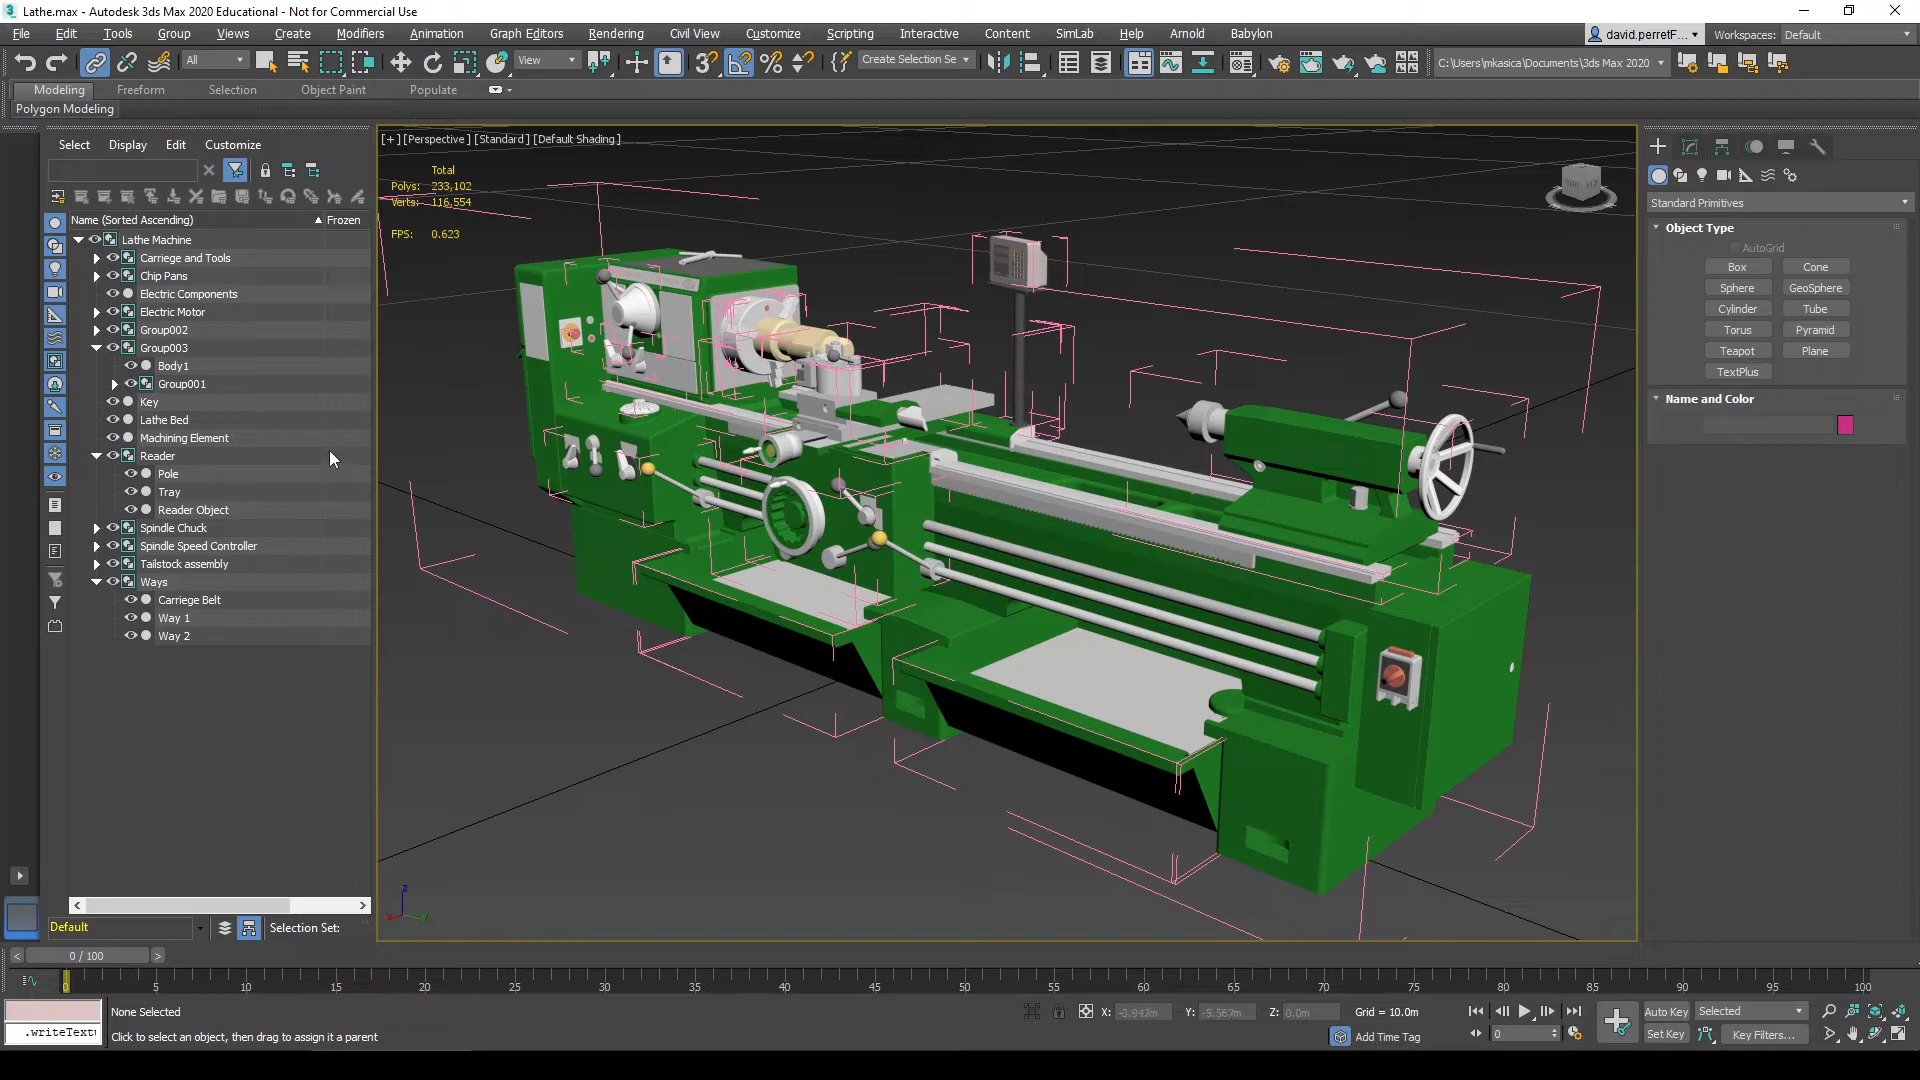 Lathe.max - Autodesk 3ds Max 2020 Educational - Not for Commercial Use
File Edit Tools Group Views Create Modifiers Animation Graph Editors Rendering Civil View Customize Scripting Interactive Content SimLab Help Arnold Babylon david.perretF... Workspaces: Default
All View Create Selection Se C:\Users\mkasica\Documents\3ds Max 2020
Modeling Freeform Selection Object Paint Populate
Polygon Modeling
Select Display Edit Customize
Name (Sorted Ascending) Frozen
Lathe Machine
Carriege and Tools
Chip Pans
Electric Components
Electric Motor
Group002
Group003
Body1
Group001
Key
Lathe Bed
Machining Element
Reader
Pole
Tray
Reader Object
Spindle Chuck
Spindle Speed Controller
Tailstock assembly
Ways
Carriege Belt
Way 1
Way 2
Default Selection Set:
[+] [Perspective ] [Standard ] [Default Shading ]
Total
Polys: 233,102
Verts: 116,554
FPS: 0.623
z
x y
Standard Primitives
Object Type
AutoGrid
Box Cone
Sphere GeoSphere
Cylinder Tube
Torus Pyramid
Teapot Plane
TextPlus
Name and Color
< 0 / 100 >
0 5 10 15 20 25 30 35 40 45 50 55 60 65 70 75 80 85 90 95 100
None Selected X: -0.947m Y: -5.567m Z: 0.0m Grid = 10.0m Auto Key Selected
.writeText
Click to select an object, then drag to assign it a parent Add Time Tag 0 Set Key Key Filters...